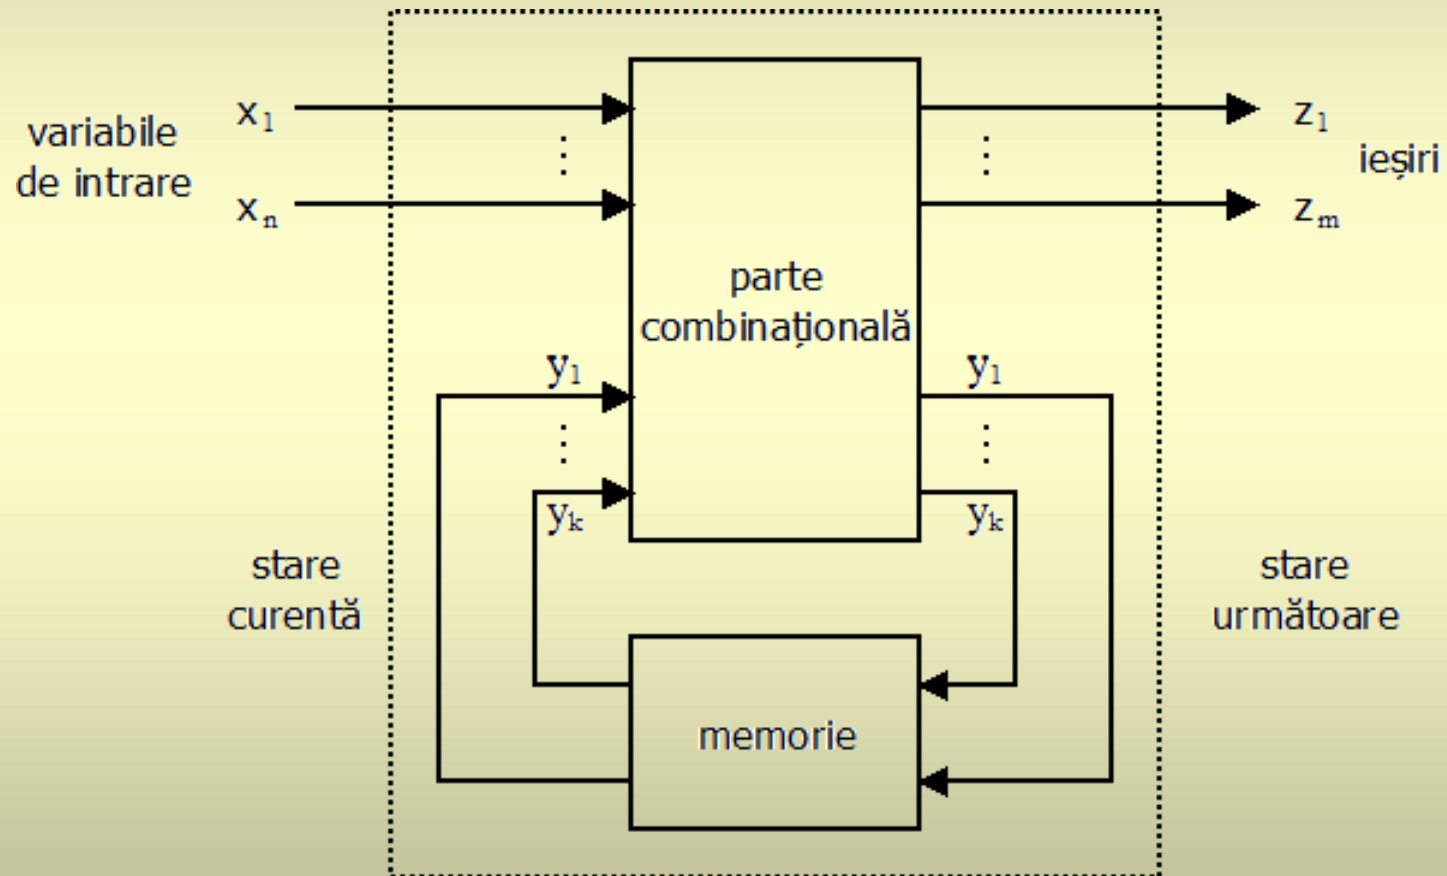 variabile
de intrare
x₁
⋮
xₙ
z₁
⋮
zₘ
ieșiri
parte
combinațională
y₁
⋮
yₖ
y₁
⋮
yₖ
stare
curentă
stare
următoare
memorie